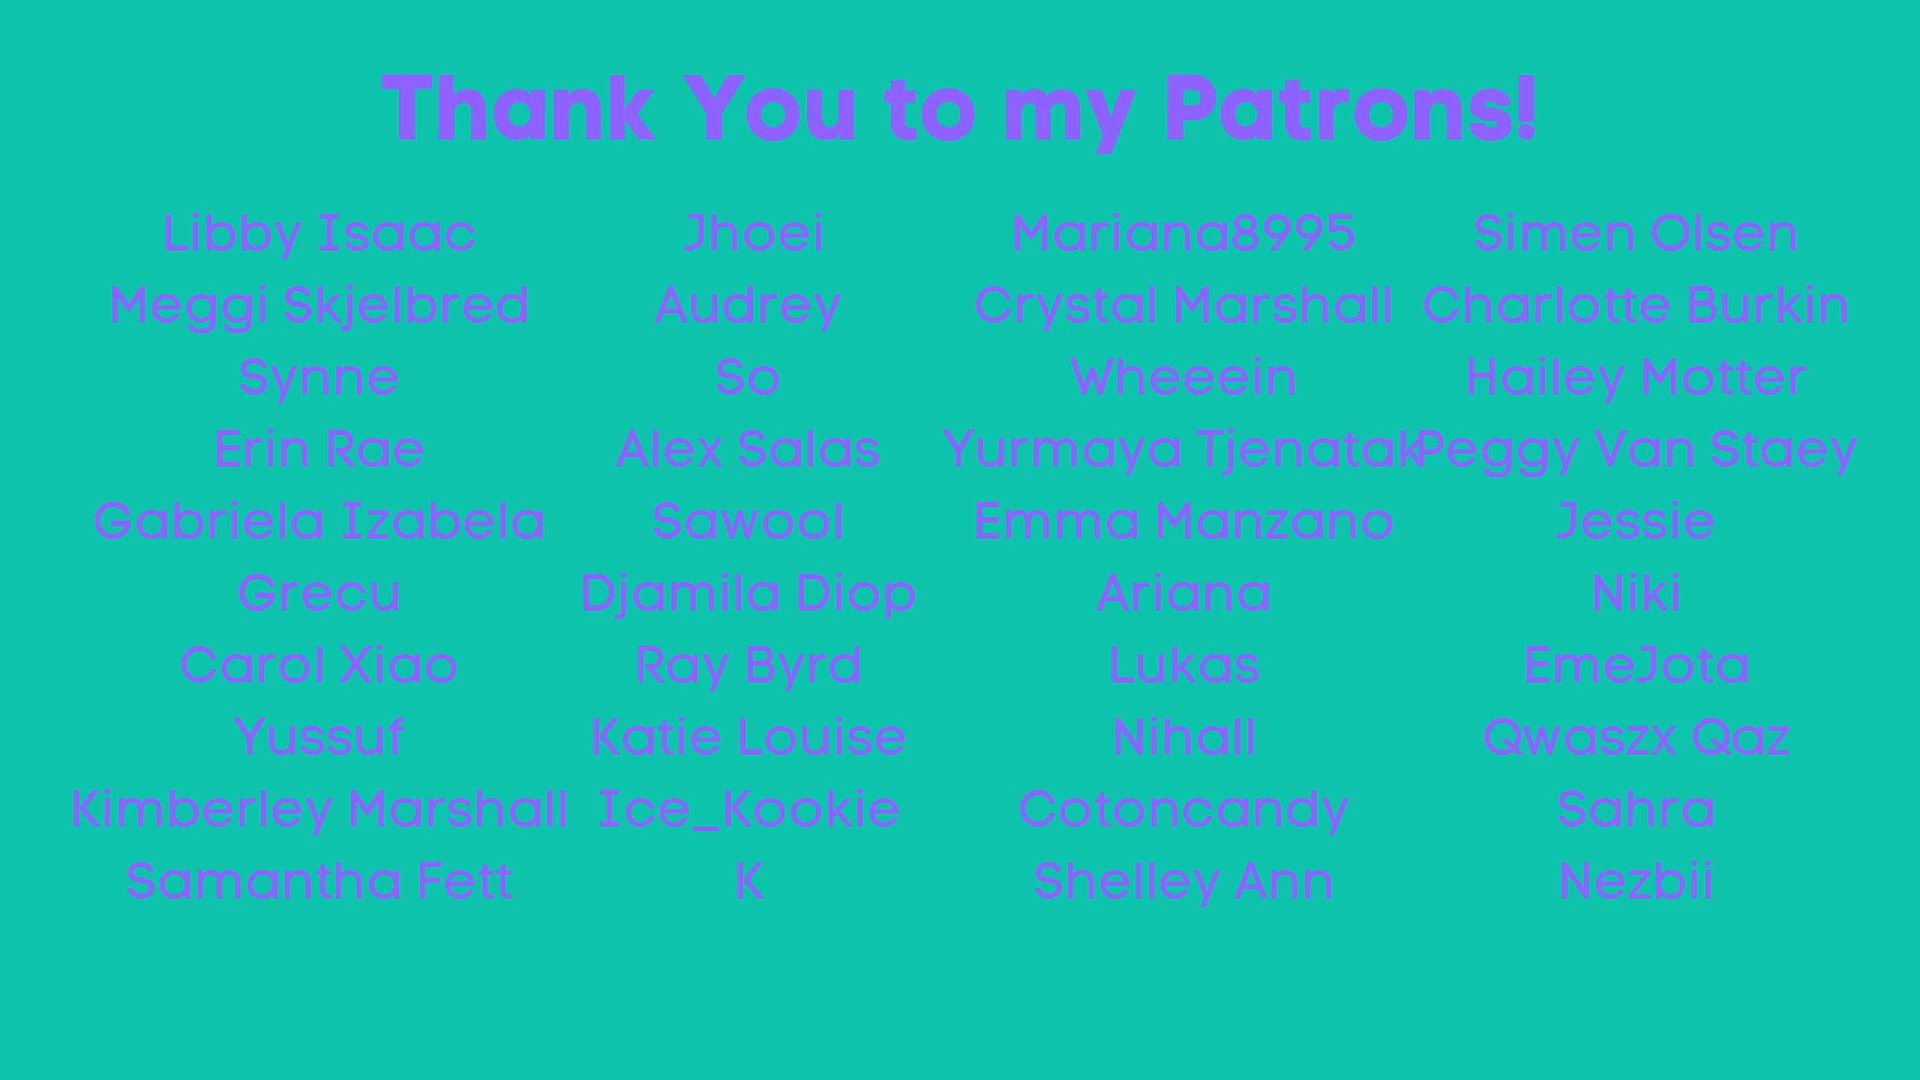 Thank You to my Patrons!
Libby Isaac
Meggi Skjelbred
Synne
Erin Rae
Gabriela Izabela
Grecu
Carol Xiao
Yussuf
Kimberley Marshall
Samantha Fett
Jhoei
Audrey
So
Alex Salas
Sawool
Djamila Diop
Ray Byrd
Katie Louise
Ice_Kookie
K
Mariana8995
Crystal Marshall
Wheeein
Yurmaya Tjenatak
Emma Manzano
Ariana
Lukas
Nihall
Cotoncandy
Shelley Ann
Simen Olsen
Charlotte Burkin
Hailey Motter
Peggy Van Staey
Jessie
Niki
EmeJota
Qwaszx Qaz
Sahra
Nezbii